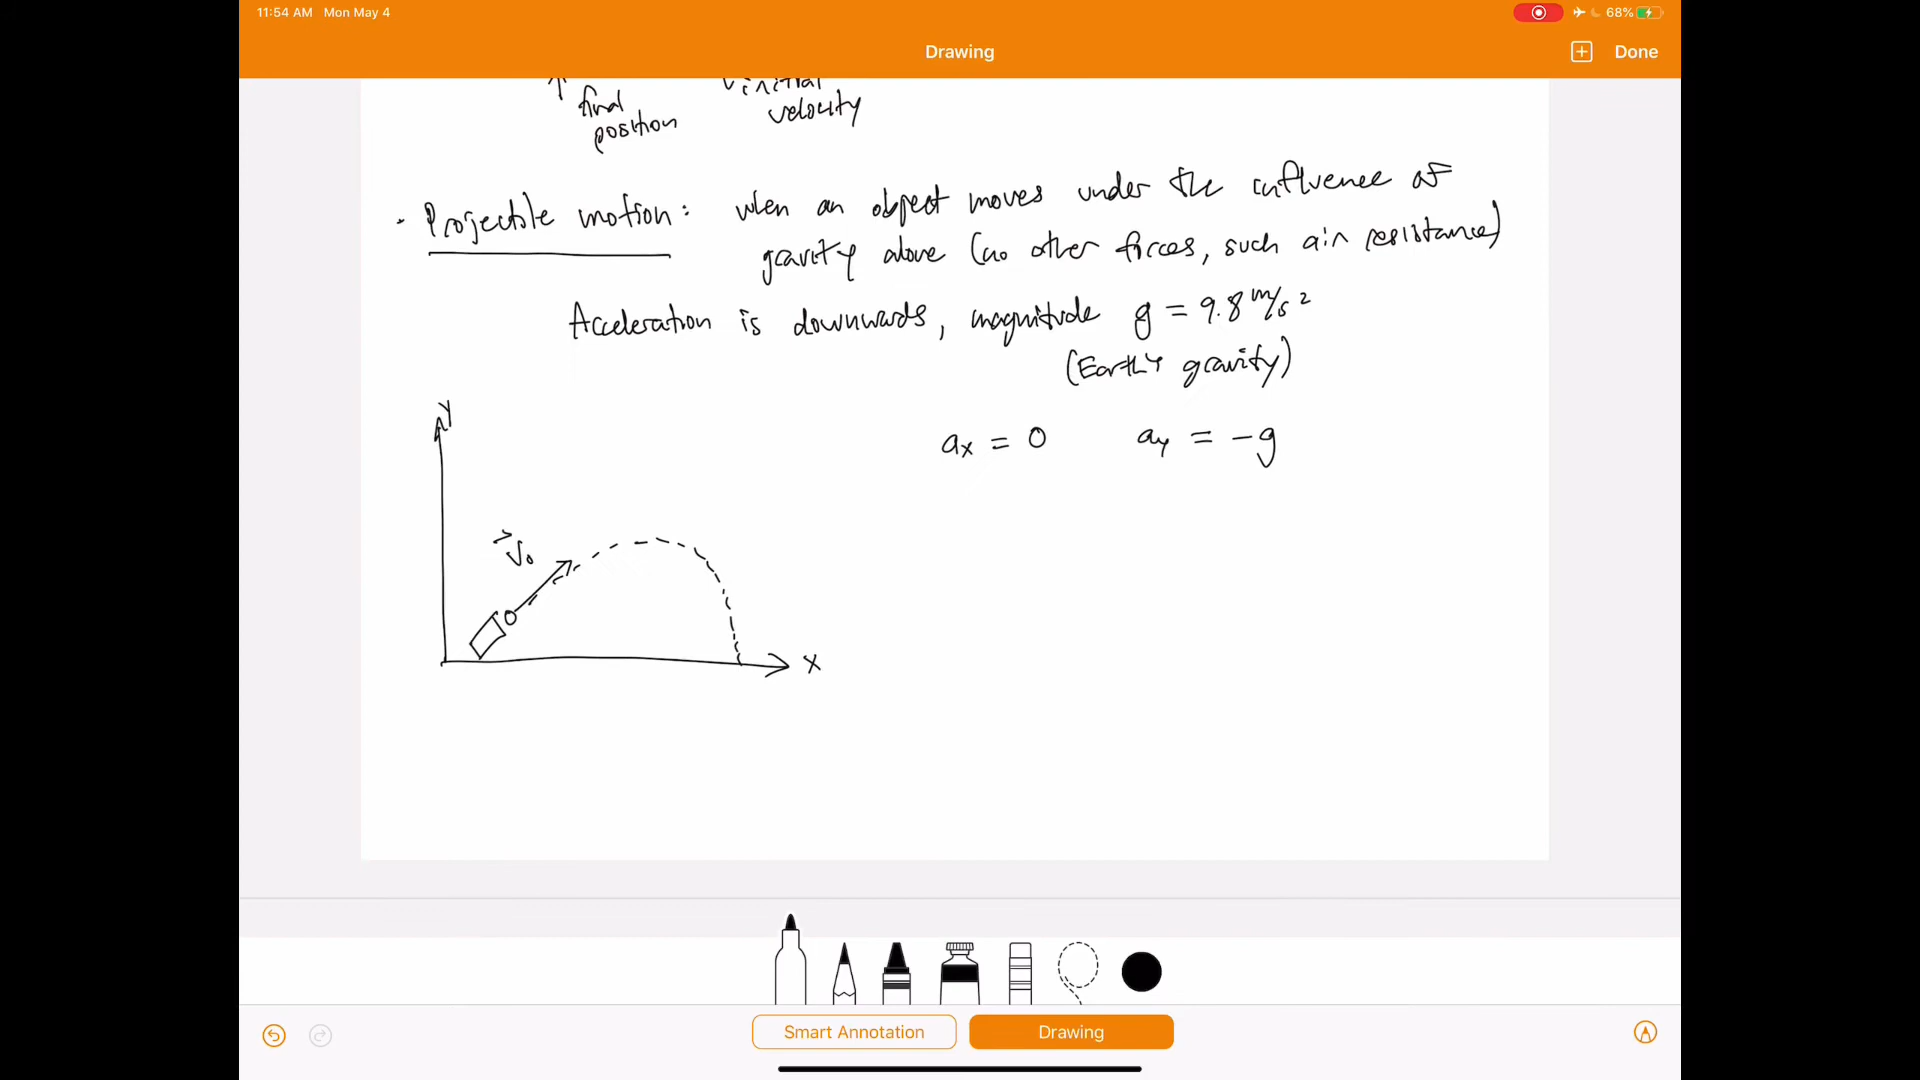 11:54 AM Mon May 4
68%
Drawing
Done
initial
final
velocity
position
· Projectile motion: when an object moves under the influence of
gravity alone (no other forces, such air resistance)
Acceleration is downwards, magnitude g = 9.8 m/s²
(Earth's gravity)
y
ax = 0 ay = -g
v⃗₀
x
Smart Annotation
Drawing